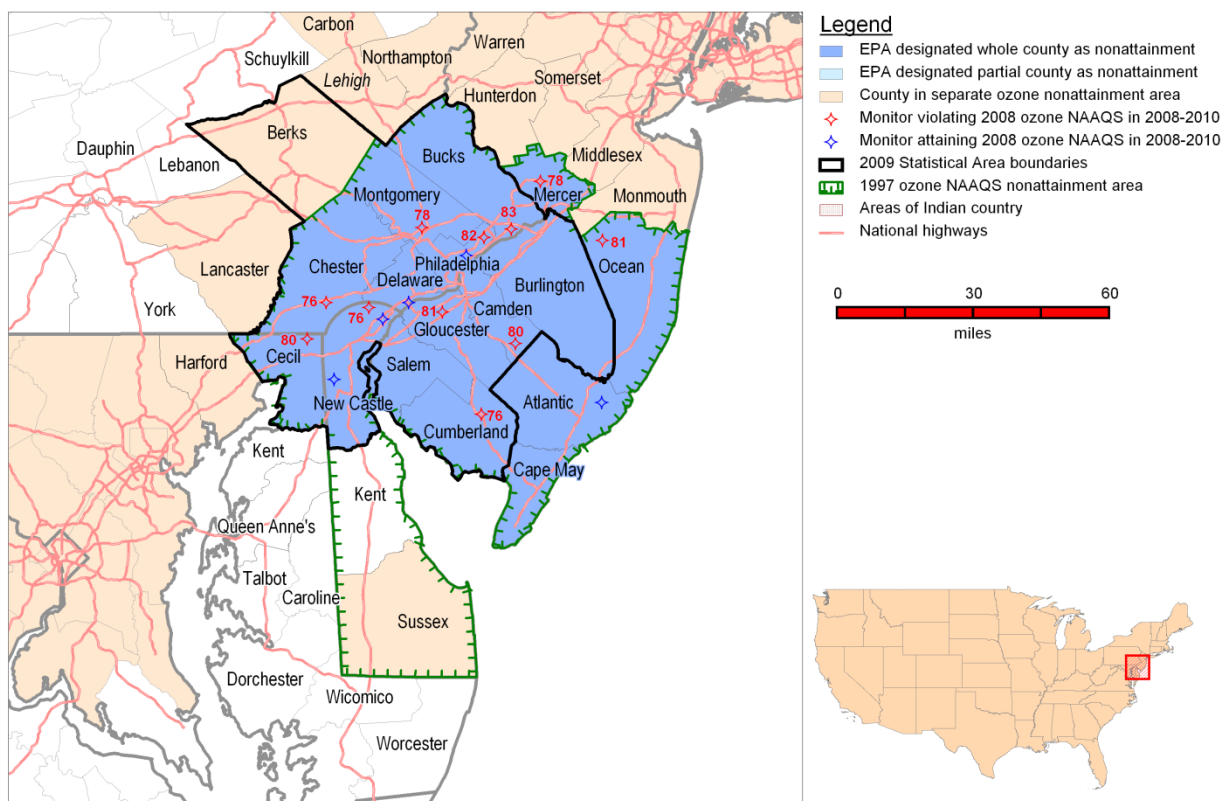 Carbon
Warren
Schuylkill
Northampton
Lehigh
Somerset
Hunterdon
Berks
Dauphin
Lebanon
Bucks
Middlesex
Montgomery
78
Mercer
Monmouth
78
83
82
81
Lancaster
Chester
Philadelphia
Ocean
Delaware
Burlington
York
76
76
81
Camden
Gloucester
80
80
Harford
Cecil
Salem
New Castle
Atlantic
76
Cumberland
Kent
Cape May
Kent
Queen Anne's
Talbot
Caroline
Sussex
Dorchester
Wicomico
Worcester
Legend
EPA designated whole county as nonattainment
EPA designated partial county as nonattainment
County in separate ozone nonattainment area
Monitor violating 2008 ozone NAAQS in 2008-2010
Monitor attaining 2008 ozone NAAQS in 2008-2010
2009 Statistical Area boundaries
1997 ozone NAAQS nonattainment area
Areas of Indian country
National highways
0 30 60
miles